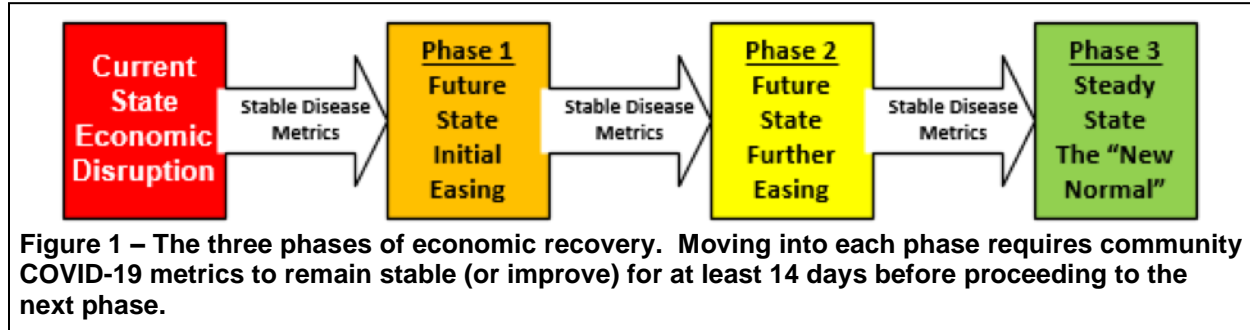 Current
State
Economic
Disruption
Stable Disease
Metrics
Phase 1
Future
State
Initial
Easing
Stable Disease
Metrics
Phase 2
Future
State
Further
Easing
Stable Disease
Metrics
Phase 3
Steady
State
The “New
Normal”
Figure 1 – The three phases of economic recovery.  Moving into each phase requires community
COVID-19 metrics to remain stable (or improve) for at least 14 days before proceeding to the
next phase.